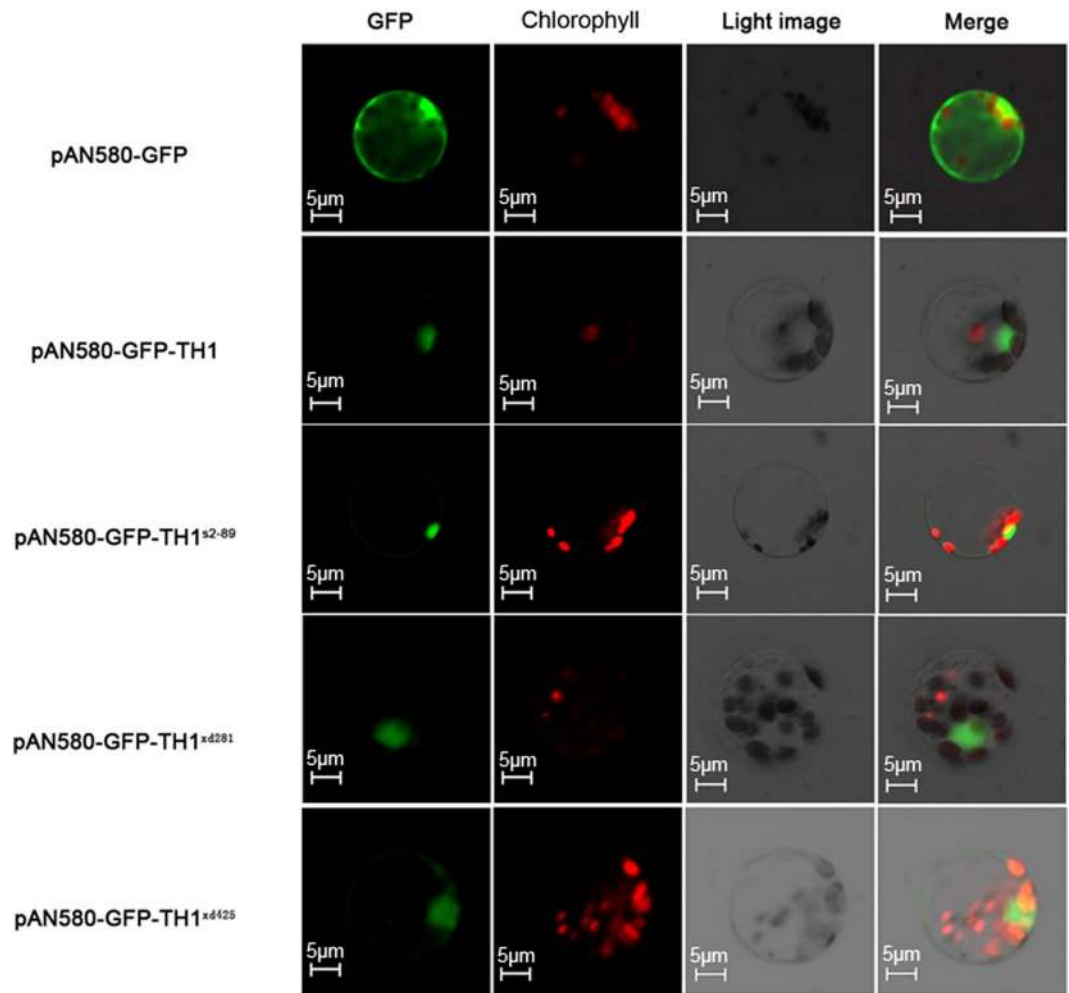 GFP Chlorophyll Light image Merge
pAN580-GFP
5μm 5μm 5μm 5μm
pAN580-GFP-TH1
5μm 5μm 5μm 5μm
pAN580-GFP-TH1s2-89
5μm 5μm 5μm 5μm
pAN580-GFP-TH1xd281
5μm 5μm 5μm 5μm
pAN580-GFP-TH1xd425
5μm 5μm 5μm 5μm